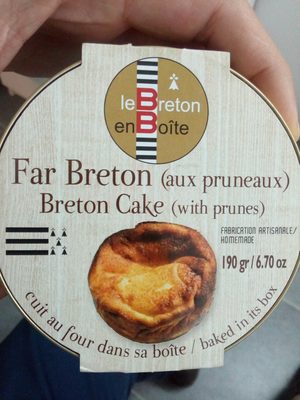 le Breton
en Boîte
Far Breton (aux pruneaux)
Breton Cake (with prunes)
FABRICATION ARTISANALE/
HOMEMADE
190 gr / 6.70 oz
cuit au four dans sa boîte / baked in its box